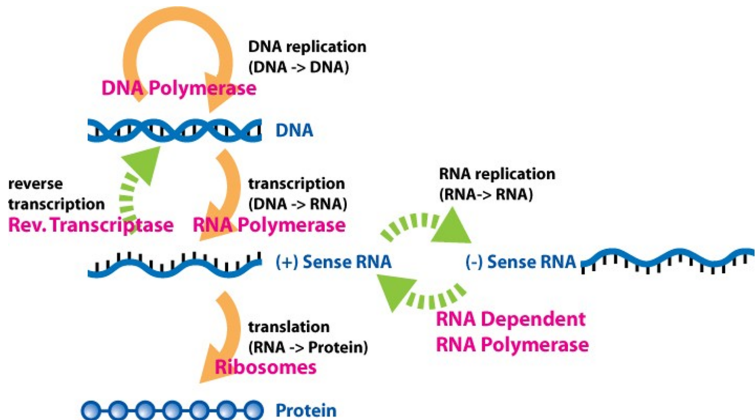 DNA replication
(DNA -> DNA)
DNA Polymerase
DNA
reverse
transcription
Rev. Transcriptase
transcription
(DNA -> RNA)
RNA Polymerase
RNA replication
(RNA-> RNA)
(+) Sense RNA
(-) Sense RNA
RNA Dependent
RNA Polymerase
translation
(RNA -> Protein)
Ribosomes
Protein